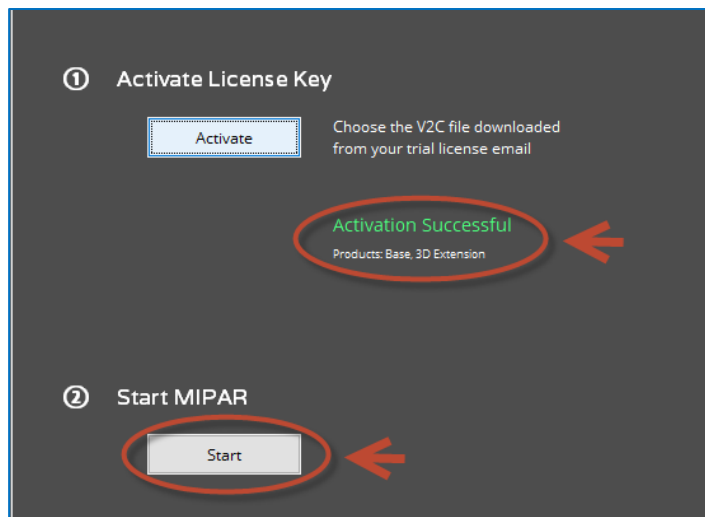 ① Activate License Key
Activate
Choose the V2C file downloaded
from your trial license email
Activation Successful
Products: Base, 3D Extension
② Start MIPAR
Start